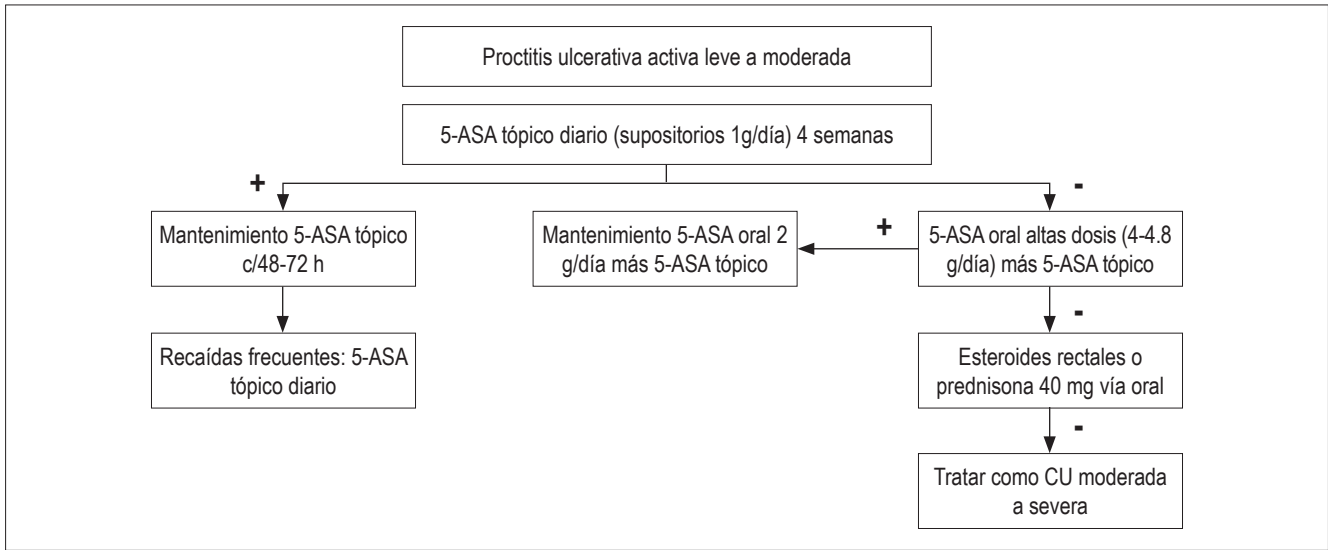 Proctitis ulcerativa activa leve a moderada
5-ASA tópico diario (supositorios 1g/día) 4 semanas
+
-
Mantenimiento 5-ASA tópico
c/48-72 h
Mantenimiento 5-ASA oral 2
g/día más 5-ASA tópico
+
5-ASA oral altas dosis (4-4.8
g/día) más 5-ASA tópico
-
Recaídas frecuentes: 5-ASA
tópico diario
Esteroides rectales o
prednisona 40 mg vía oral
-
Tratar como CU moderada
a severa